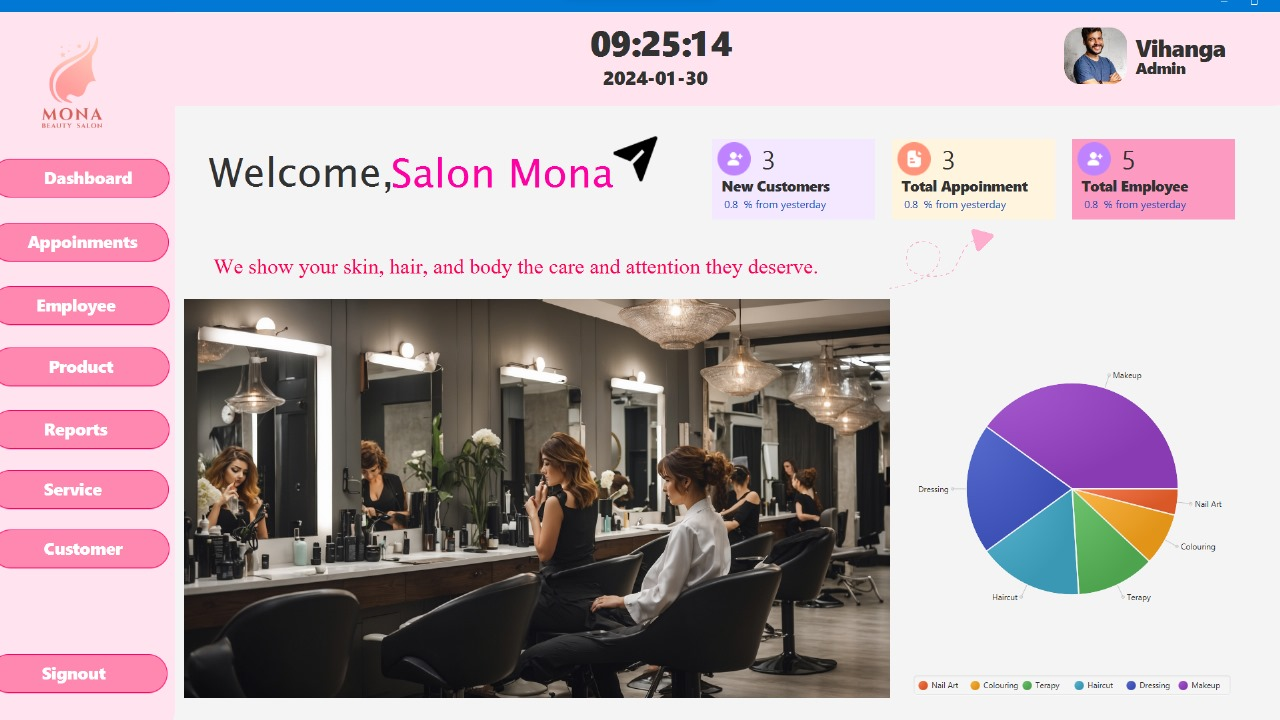 09:25:14
2024-01-30
Vihanga
Admin
MONA
BEAUTY SALON
Dashboard
Appoinments
Employee
Product
Reports
Service
Customer
Signout
Welcome,Salon Mona
3
New Customers
0.8 % from yesterday
3
Total Appoinment
0.8 % from yesterday
5
Total Employee
0.8 % from yesterday
We show your skin, hair, and body the care and attention they deserve.
Makeup
Dressing
Nail Art
Colouring
Haircut
Terapy
Nail Art Colouring Terapy Haircut Dressing Makeup